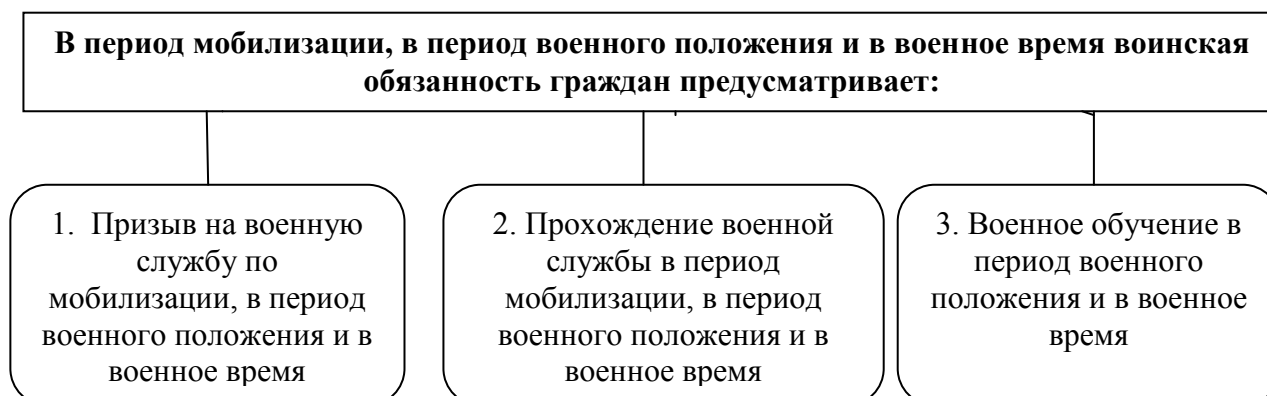 В период мобилизации, в период военного положения и в военное время воинская
обязанность граждан предусматривает:
1. Призыв на военную
службу по
мобилизации, в период
военного положения и в
военное время
2. Прохождение военной
службы в период
мобилизации, в период
военного положения и в
военное время
3. Военное обучение в
период военного
положения и в военное
время